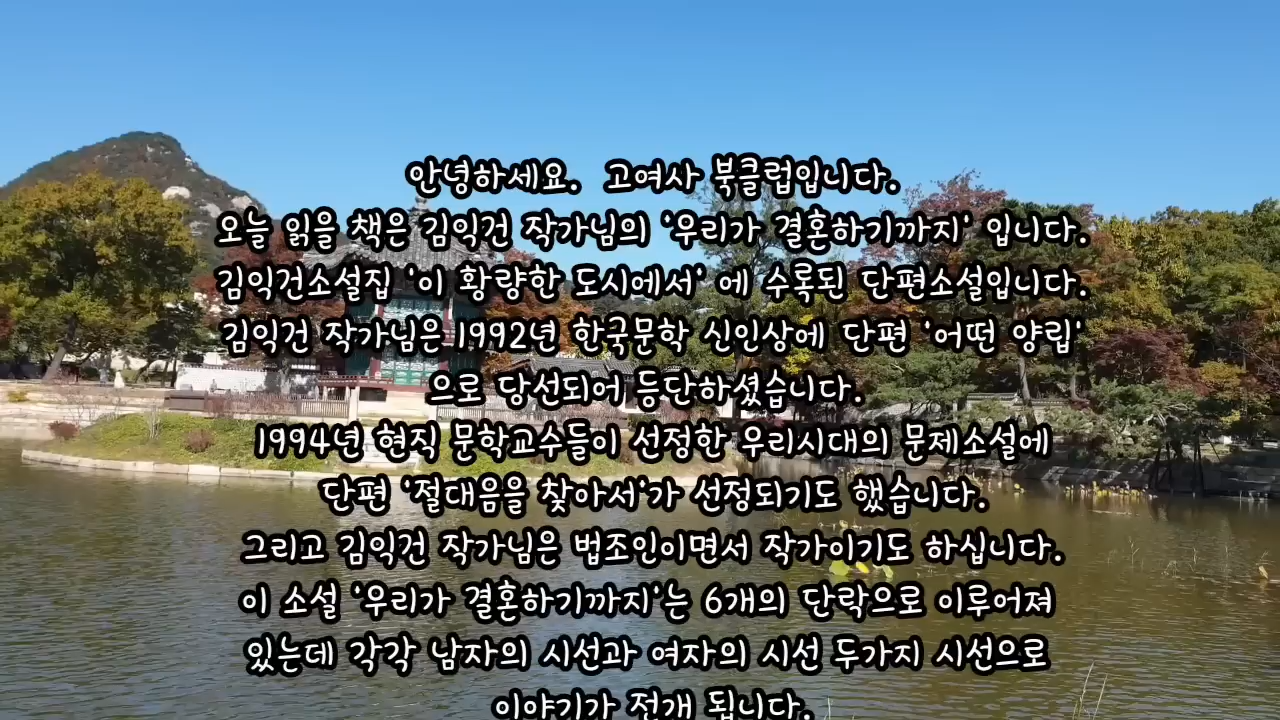 안녕하세요. 고여사 북클럽입니다.
오늘 읽을 책은 김익건 작가님의 '우리가 결혼하기까지' 입니다.
김익건소설집 '이 황량한 도시에서' 에 수록된 단편소설입니다.
김익건 작가님은 1992년 한국문학 신인상에 단편 '어떤 양립'
으로 당선되어 등단하셨습니다.
1994년 현직 문학교수들이 선정한 우리시대의 문제소설에
단편 '절대음을 찾아서'가 선정되기도 했습니다.
그리고 김익건 작가님은 법조인이면서 작가이기도 하십니다.
이 소설 '우리가 결혼하기까지'는 6개의 단락으로 이루어져
있는데 각각 남자의 시선과 여자의 시선 두가지 시선으로
이야기가 전개 됩니다.